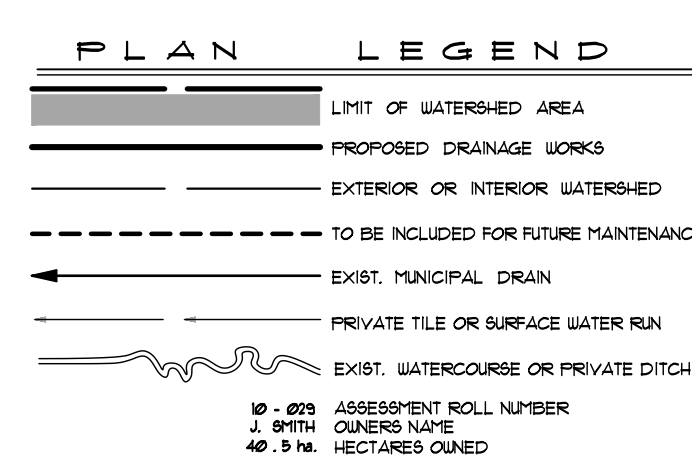 PLAN LEGEND
LIMIT OF WATERSHED AREA
PROPOSED DRAINAGE WORKS
EXTERIOR OR INTERIOR WATERSHED
TO BE INCLUDED FOR FUTURE MAINTENANC
EXIST. MUNICIPAL DRAIN
PRIVATE TILE OR SURFACE WATER RUN
EXIST. WATERCOURSE OR PRIVATE DITCH
10 - 029 ASSESSMENT ROLL NUMBER
J. SMITH OWNERS NAME
40 . 5 ha. HECTARES OWNED